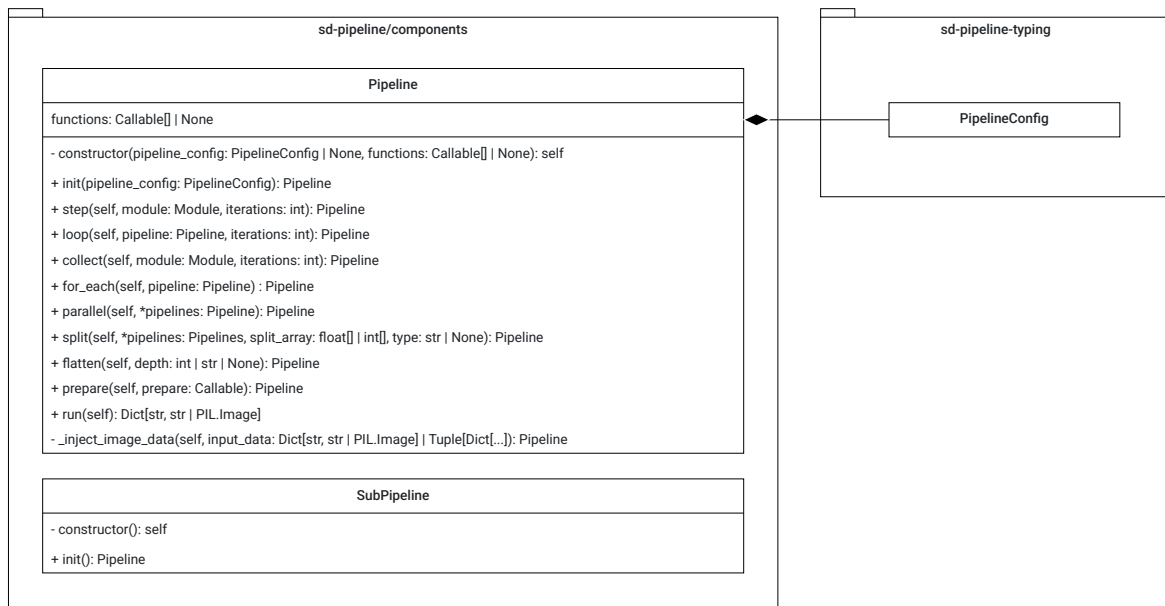 sd-pipeline/components
Pipeline
functions: Callable[] | None
- constructor(pipeline_config: PipelineConfig | None, functions: Callable[] | None): self
+ init(pipeline_config: PipelineConfig): Pipeline
+ step(self, module: Module, iterations: int): Pipeline
+ loop(self, pipeline: Pipeline, iterations: int): Pipeline
+ collect(self, module: Module, iterations: int): Pipeline
+ for_each(self, pipeline: Pipeline) : Pipeline
+ parallel(self, *pipelines: Pipeline): Pipeline
+ split(self, *pipelines: Pipelines, split_array: float[] | int[], type: str | None): Pipeline
+ flatten(self, depth: int | str | None): Pipeline
+ prepare(self, prepare: Callable): Pipeline
+ run(self): Dict[str, str | PIL.Image]
- _inject_image_data(self, input_data: Dict[str, str | PIL.Image] | Tuple[Dict[...]): Pipeline
SubPipeline
- constructor(): self
+ init(): Pipeline
sd-pipeline-typing
PipelineConfig